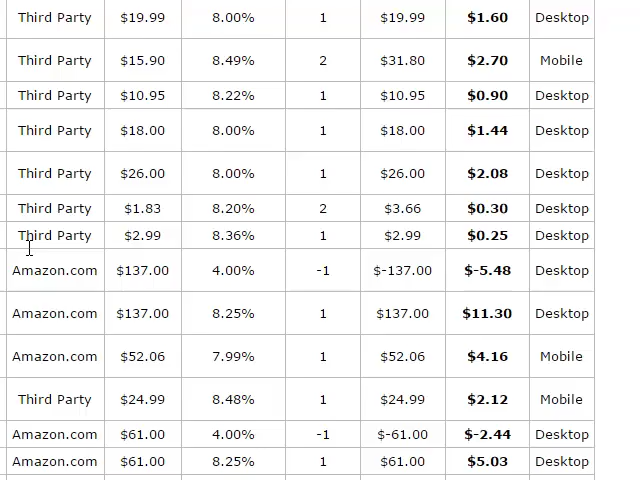 Third Party $19.99 8.00% 1 $19.99 $1.60 Desktop
Third Party $15.90 8.49% 2 $31.80 $2.70 Mobile
Third Party $10.95 8.22% 1 $10.95 $0.90 Desktop
Third Party $18.00 8.00% 1 $18.00 $1.44 Desktop
Third Party $26.00 8.00% 1 $26.00 $2.08 Desktop
Third Party $1.83 8.20% 2 $3.66 $0.30 Desktop
Third Party $2.99 8.36% 1 $2.99 $0.25 Desktop
Amazon.com $137.00 4.00% -1 $-137.00 $-5.48 Desktop
Amazon.com $137.00 8.25% 1 $137.00 $11.30 Desktop
Amazon.com $52.06 7.99% 1 $52.06 $4.16 Mobile
Third Party $24.99 8.48% 1 $24.99 $2.12 Mobile
Amazon.com $61.00 4.00% -1 $-61.00 $-2.44 Desktop
Amazon.com $61.00 8.25% 1 $61.00 $5.03 Desktop